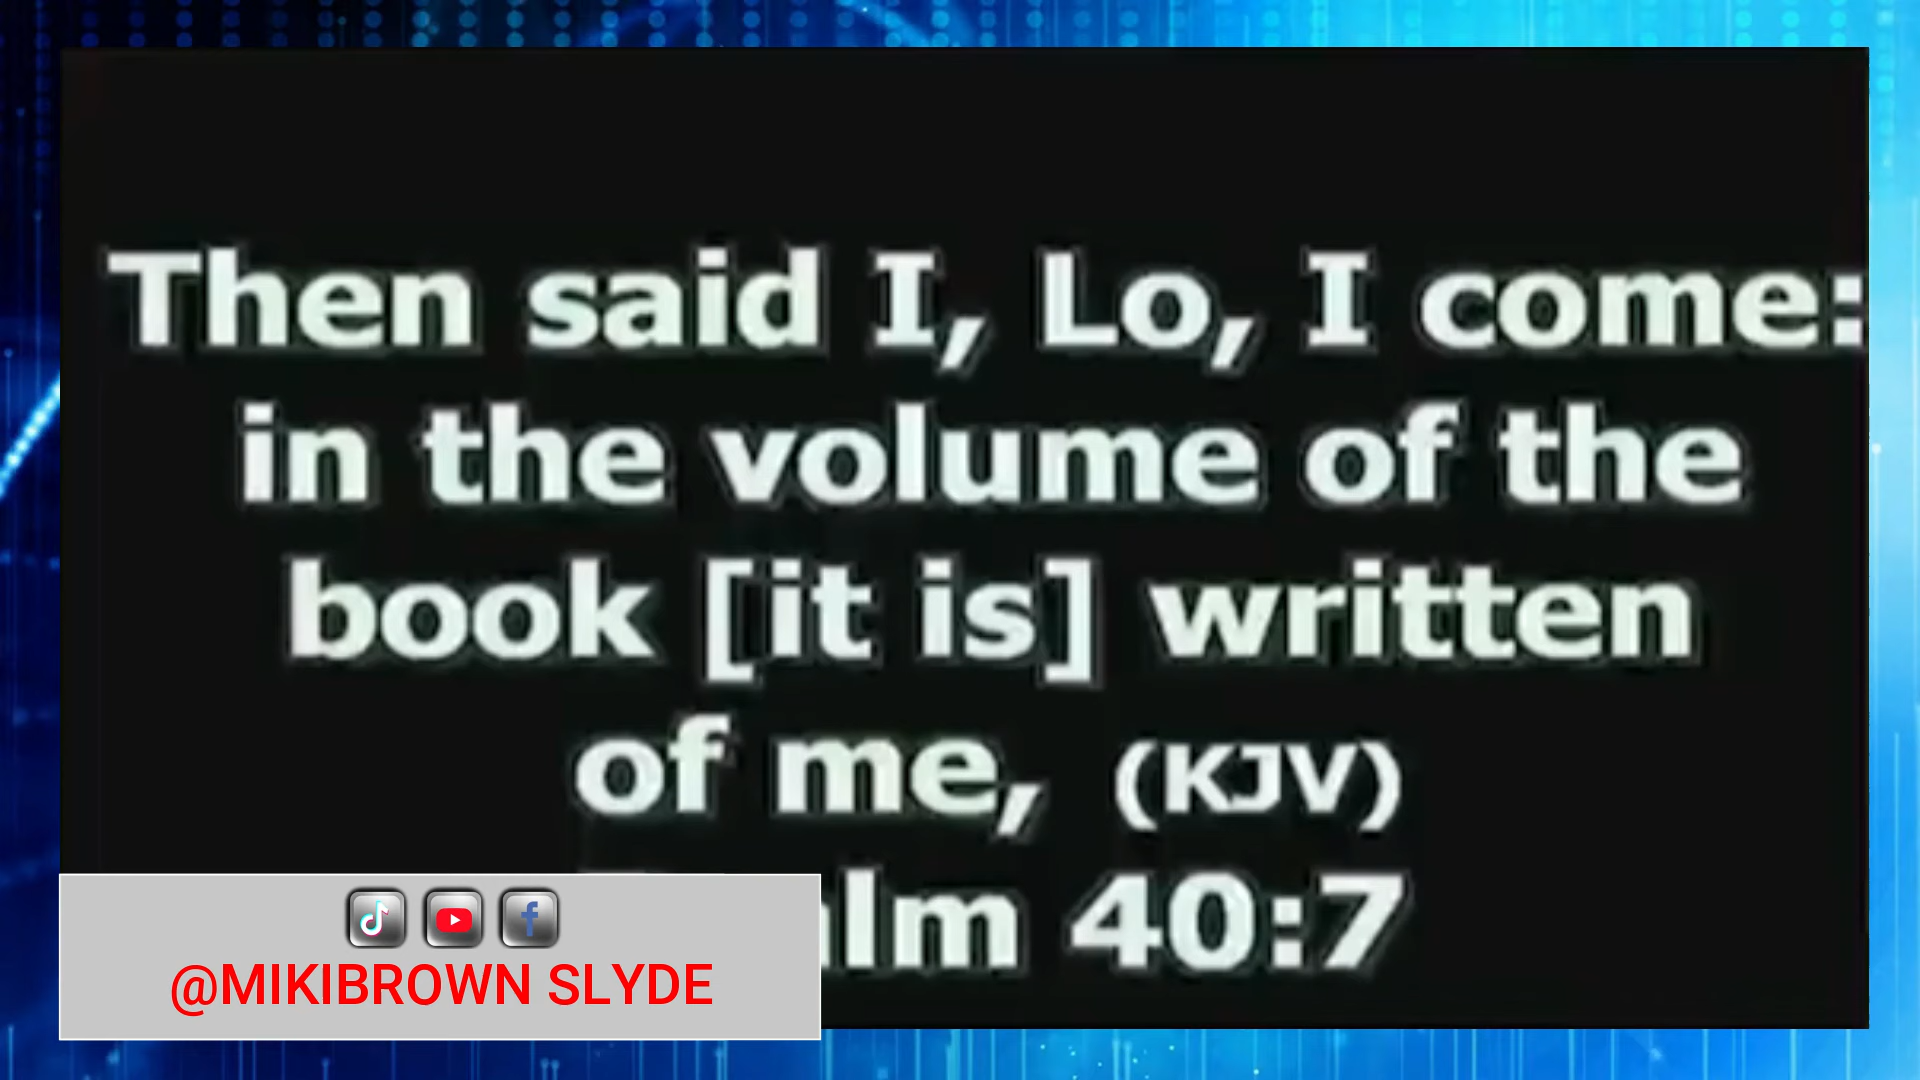 Then said I, Lo, I come:
in the volume of the
book [it is] written
of me, (KJV)
alm 40:7
@MIKIBROWN SLYDE